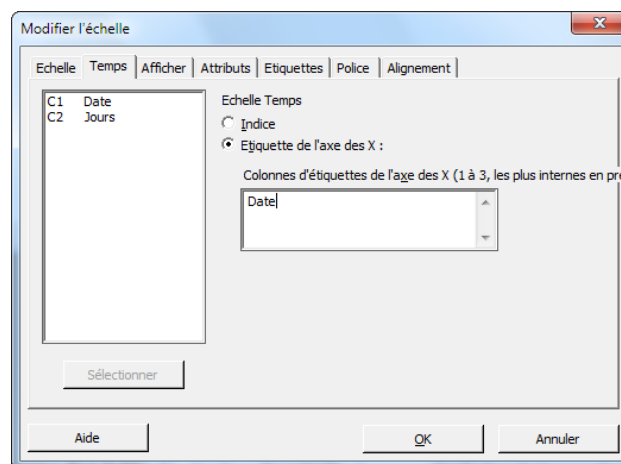 Modifier l'échelle
Echelle Temps Afficher Attributs Etiquettes Police Alignement
C1 Date
C2 Jours
Echelle Temps
Indice
Etiquette de l'axe des X :
Colonnes d'étiquettes de l'axe des X (1 à 3, les plus internes en pre
Date
Sélectionner
Aide OK Annuler